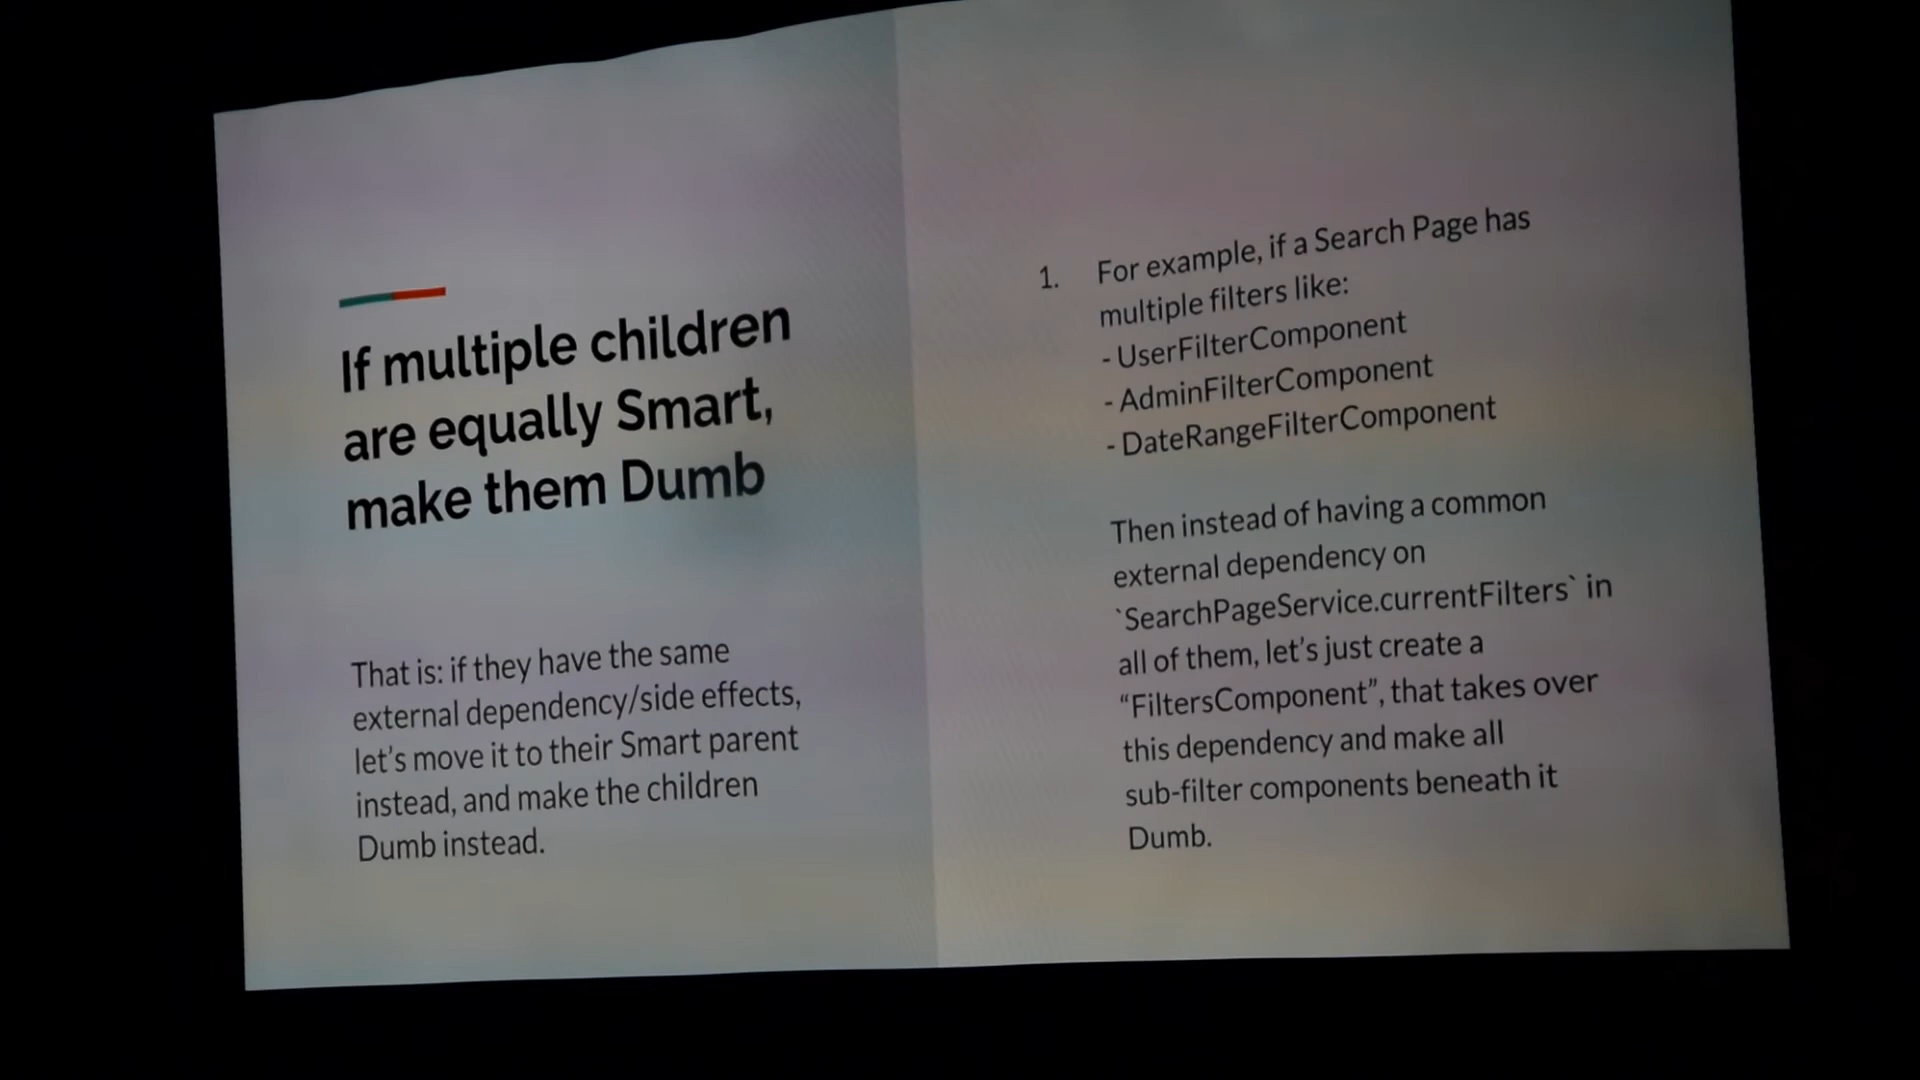 If multiple children
are equally Smart,
make them Dumb
That is: if they have the same
external dependency/side effects,
let's move it to their Smart parent
instead, and make the children
Dumb instead.
1. For example, if a Search Page has
multiple filters like:
- UserFilterComponent
- AdminFilterComponent
- DateRangeFilterComponent
Then instead of having a common
external dependency on
`SearchPageService.currentFilters` in
all of them, let's just create a
“FiltersComponent”, that takes over
this dependency and make all
sub-filter components beneath it
Dumb.